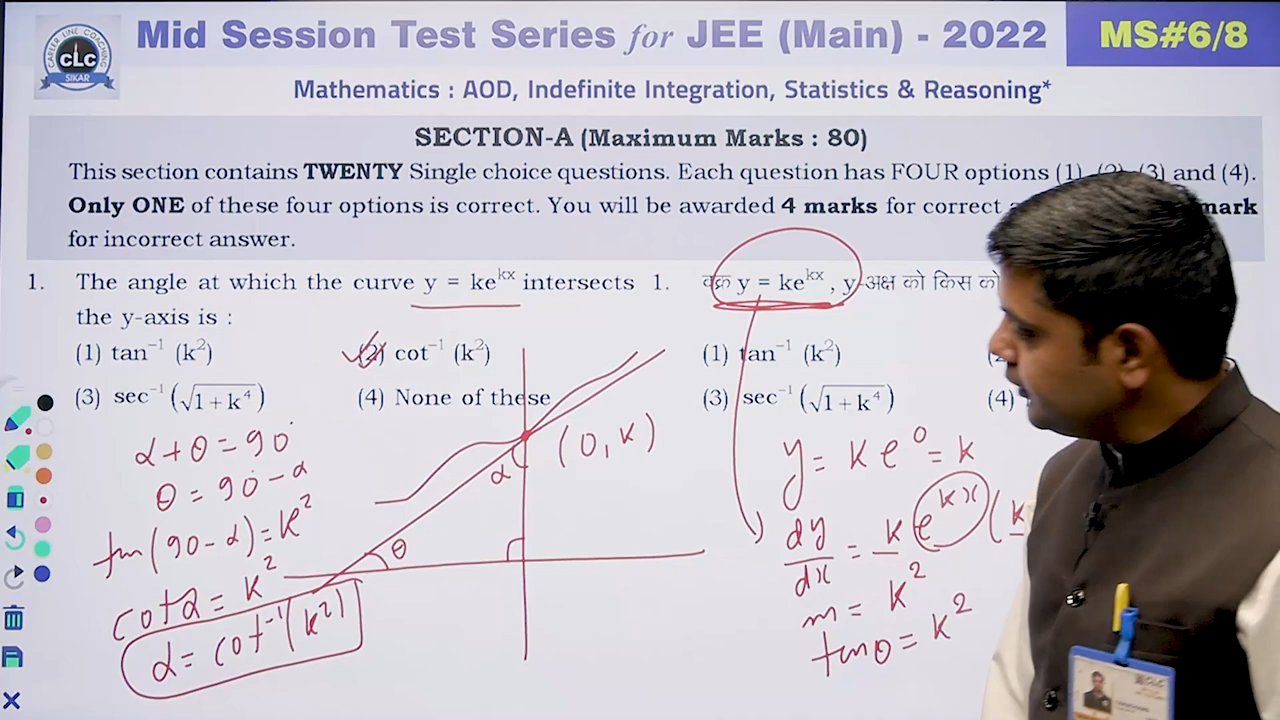 CAREER LINE COACHING
CLC
SIKAR
Mid Session Test Series for JEE (Main) - 2022
MS#6/8
Mathematics : AOD, Indefinite Integration, Statistics & Reasoning*
SECTION-A (Maximum Marks : 80)
This section contains TWENTY Single choice questions. Each question has FOUR options (1), (2), (3) and (4).
Only ONE of these four options is correct. You will be awarded 4 marks for correct mark
for incorrect answer.
1. The angle at which the curve y = ke^{kx} intersects
the y-axis is :
(1) tan⁻¹ (k²) (2) cot⁻¹ (k²)
(3) sec⁻¹ (√(1+k⁴)) (4) None of these
1. वक्र y = ke^{kx} , y-अक्ष को किस को
(1) tan⁻¹ (k²)
(3) sec⁻¹ (√(1+k⁴)) (4)
α + θ = 90°
θ = 90° - α
tan(90 - α) = k²
cot α = k²
α = cot⁻¹(k²)
(0, k)
α
θ
y = k e⁰ = k
dy/dx = k e^{kx} (k
m = k²
tan θ = k²
CLC